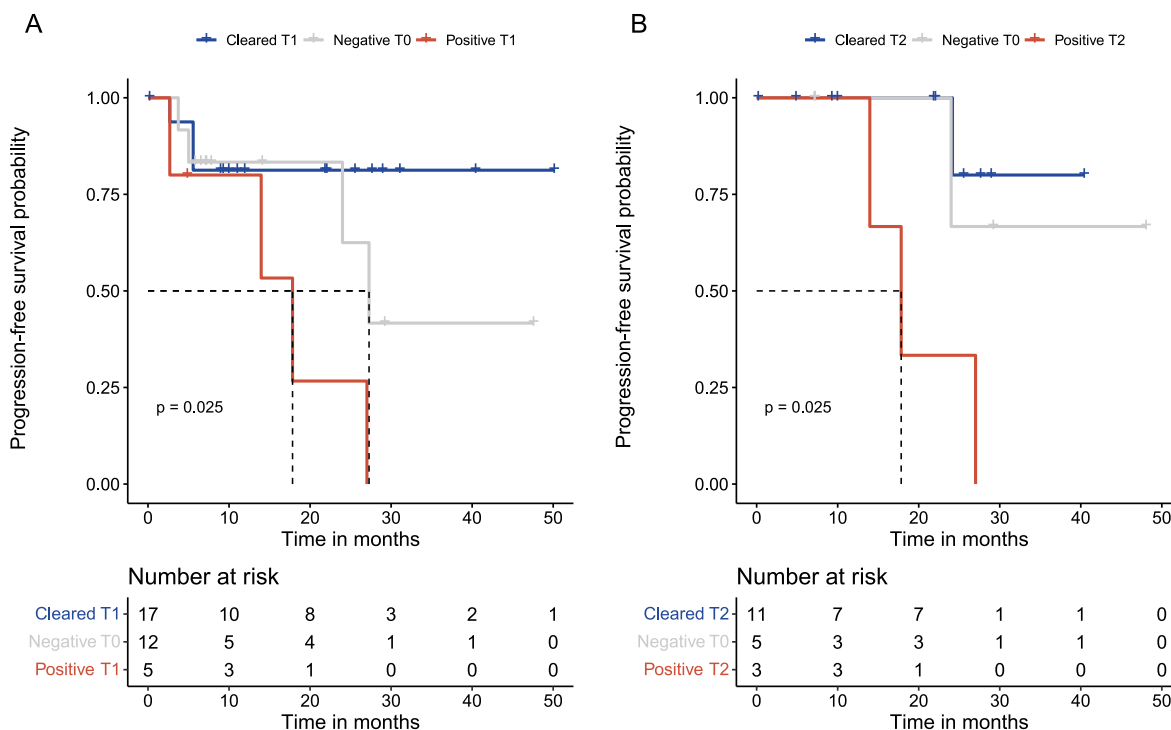 A
Cleared T1 Negative T0 Positive T1
Progression-free survival probability
1.00
0.75
0.50
0.25
0.00
p = 0.025
0 10 20 30 40 50
Time in months
Number at risk
Cleared T1 17 10 8 3 2 1
Negative T0 12 5 4 1 1 0
Positive T1 5 3 1 0 0 0
0 10 20 30 40 50
Time in months
B
Cleared T2 Negative T0 Positive T2
Progression-free survival probability
1.00
0.75
0.50
0.25
0.00
p = 0.025
0 10 20 30 40 50
Time in months
Number at risk
Cleared T2 11 7 7 1 1 0
Negative T0 5 3 3 1 1 0
Positive T2 3 3 1 0 0 0
0 10 20 30 40 50
Time in months